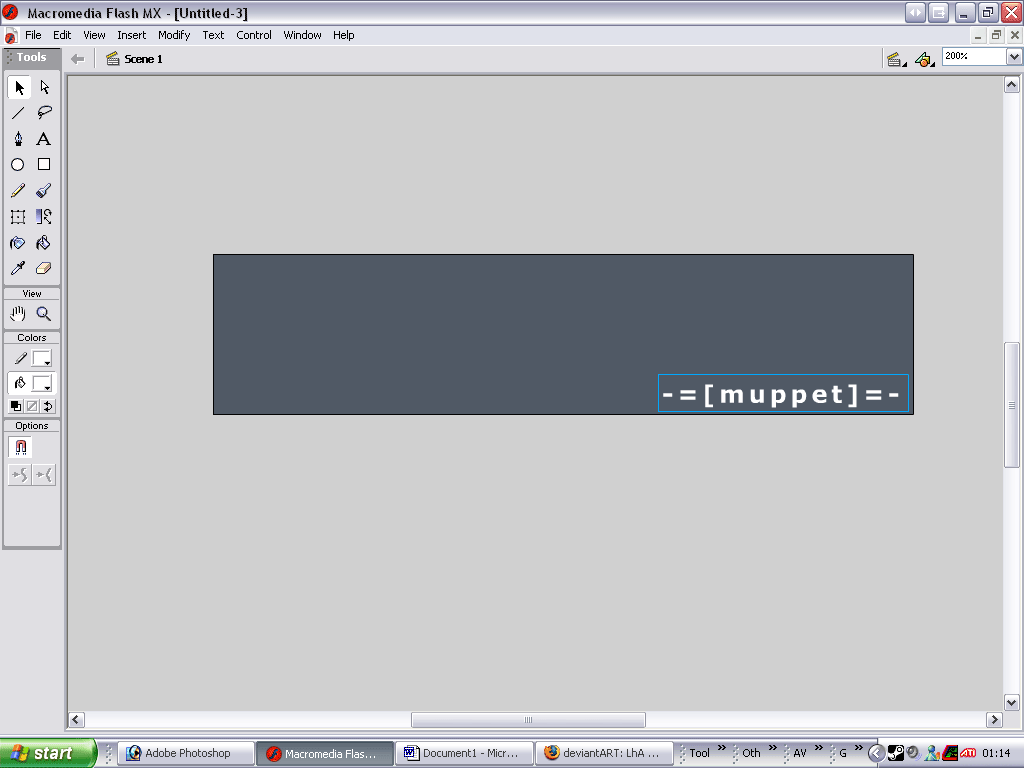 Macromedia Flash MX - [Untitled-3]
File Edit View Insert Modify Text Control Window Help
Tools
Scene 1
200%
View
Colors
Options
-=[muppet]=-
start
Adobe Photoshop
Macromedia Flas...
Document1 - Micr...
deviantART: LhA ...
Tool » Oth » AV » G »
01:14